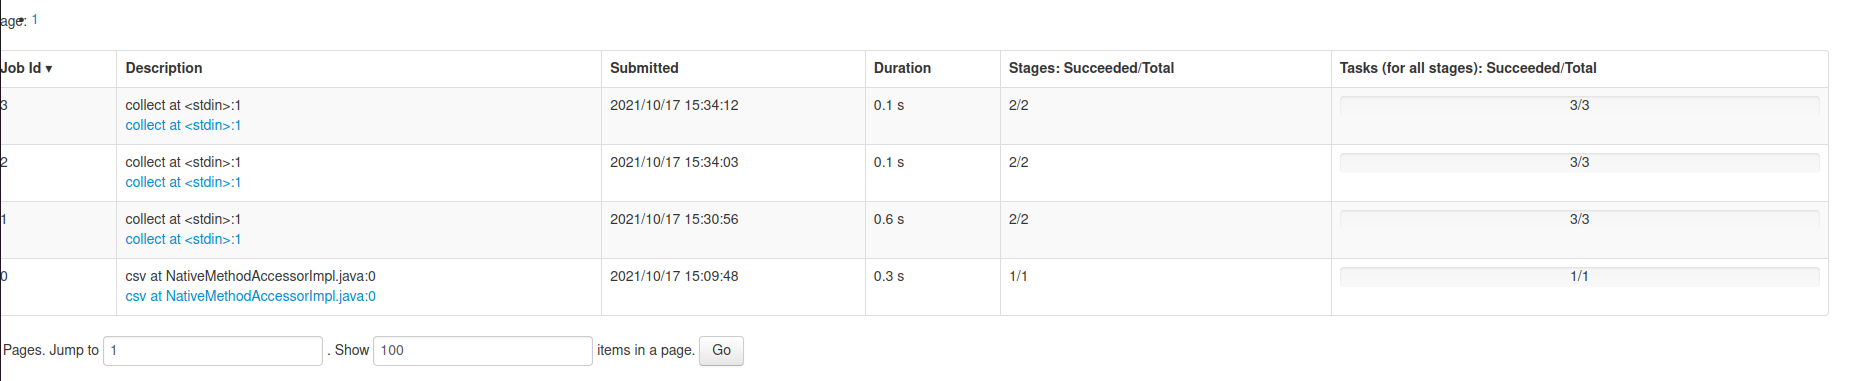 age: 1
Job Id ▾ Description Submitted Duration Stages: Succeeded/Total Tasks (for all stages): Succeeded/Total
3 collect at <stdin>:1 2021/10/17 15:34:12 0.1 s 2/2 3/3
collect at <stdin>:1
2 collect at <stdin>:1 2021/10/17 15:34:03 0.1 s 2/2 3/3
collect at <stdin>:1
1 collect at <stdin>:1 2021/10/17 15:30:56 0.6 s 2/2 3/3
collect at <stdin>:1
0 csv at NativeMethodAccessorImpl.java:0 2021/10/17 15:09:48 0.3 s 1/1 1/1
csv at NativeMethodAccessorImpl.java:0
Pages. Jump to 1 . Show 100 items in a page. Go